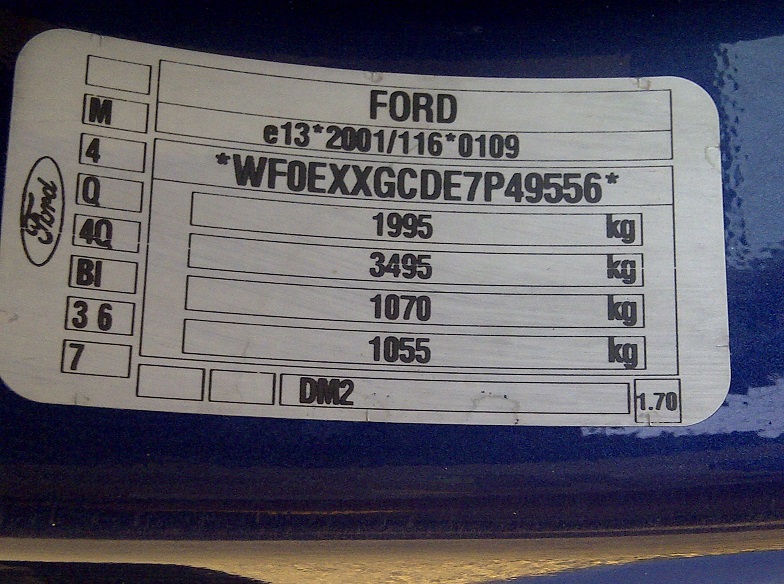 Ford
M
4
Q
4Q
BI
3 6
7
FORD
e13*2001/116*0109
*WF0EXXGCDE7P49556*
1995 kg
3495 kg
1070 kg
1055 kg
DM2
1.70